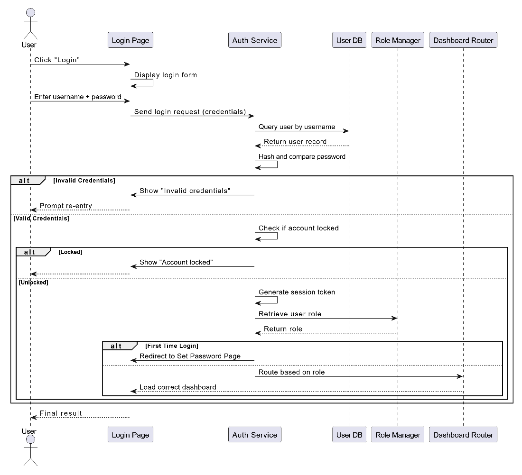 User
Login Page
Auth Service
User DB
Role Manager
Dashboard Router
Click "Login"
Display login form
Enter username + password
Send login request (credentials)
Query user by username
Return user record
Hash and compare password
alt
[Invalid Credentials]
Show "Invalid credentials"
Prompt re-entry
[Valid Credentials]
Check if account locked
alt
[Locked]
Show "Account locked"
[Unlocked]
Generate session token
Retrieve user role
Return role
alt
[First Time Login]
Redirect to Set Password Page
Route based on role
Load correct dashboard
Final result
User
Login Page
Auth Service
User DB
Role Manager
Dashboard Router